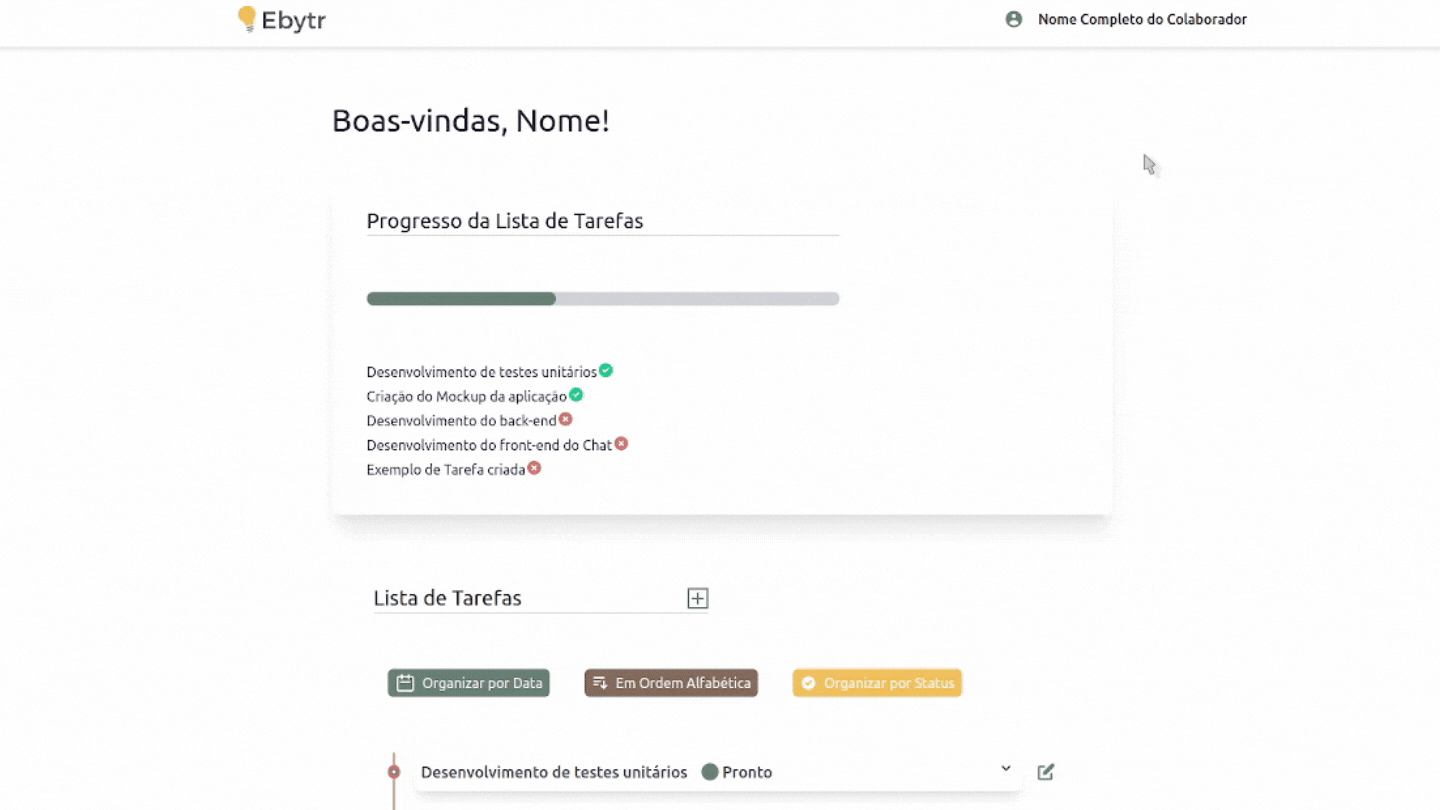 Ebytr
Nome Completo do Colaborador
Boas-vindas, Nome!
Progresso da Lista de Tarefas
Desenvolvimento de testes unitários
Criação do Mockup da aplicação
Desenvolvimento do back-end
Desenvolvimento do front-end do Chat
Exemplo de Tarefa criada
Lista de Tarefas
Organizar por Data
Em Ordem Alfabética
Organizar por Status
Desenvolvimento de testes unitários Pronto